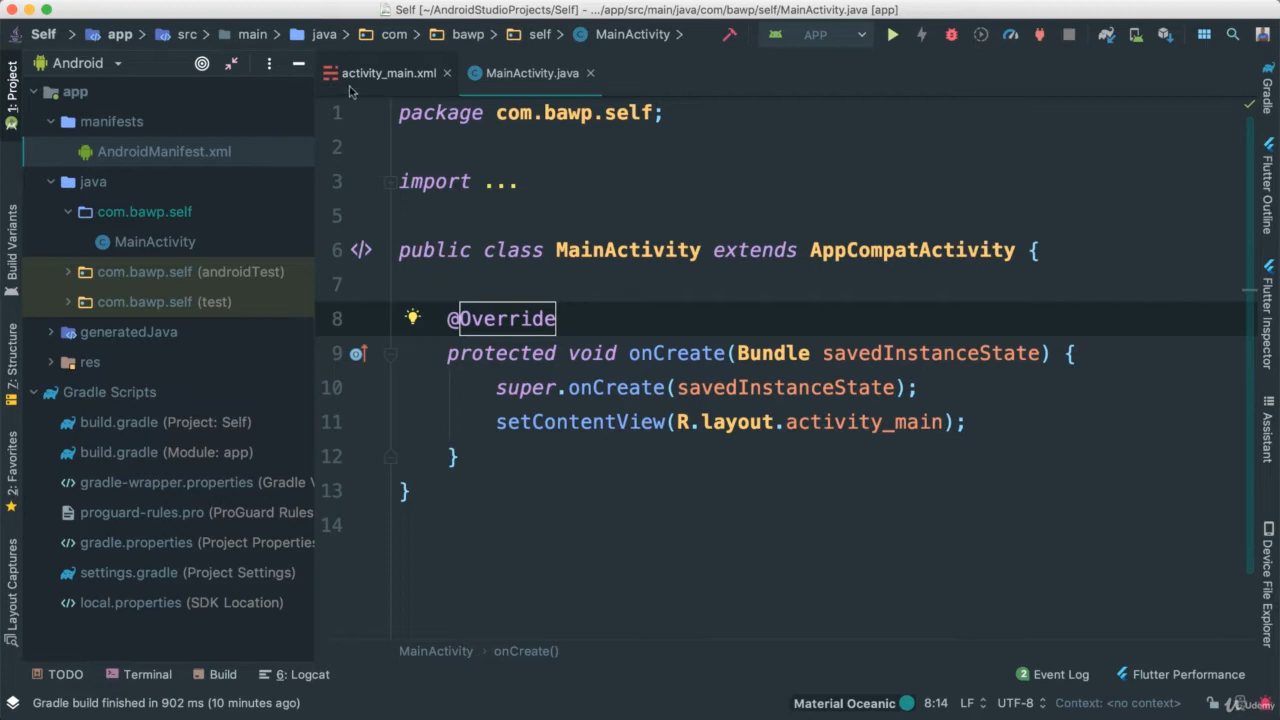 Self [~/AndroidStudioProjects/Self] - .../app/src/main/java/com/bawp/self/MainActivity.java [app]
Self app src main java com bawp self MainActivity APP
Android
activity_main.xml MainActivity.java
1: Project
Build Variants
7: Structure
2: Favorites
Layout Captures
app
manifests
AndroidManifest.xml
java
com.bawp.self
MainActivity
com.bawp.self (androidTest)
com.bawp.self (test)
generatedJava
res
Gradle Scripts
build.gradle (Project: Self)
build.gradle (Module: app)
gradle-wrapper.properties (Gradle V
proguard-rules.pro (ProGuard Rules
gradle.properties (Project Properties
settings.gradle (Project Settings)
local.properties (SDK Location)
1 package com.bawp.self;
2
3 import ...
5
6 public class MainActivity extends AppCompatActivity {
7
8 @Override
9 protected void onCreate(Bundle savedInstanceState) {
10 super.onCreate(savedInstanceState);
11 setContentView(R.layout.activity_main);
12 }
13 }
14
MainActivity onCreate()
Gradle
Flutter Outline
Flutter Inspector
Assistant
Device File Explorer
TODO Terminal Build 6: Logcat 2 Event Log Flutter Performance
Gradle build finished in 902 ms (10 minutes ago) Material Oceanic 8:14 LF UTF-8 Context: <no context>
Udemy